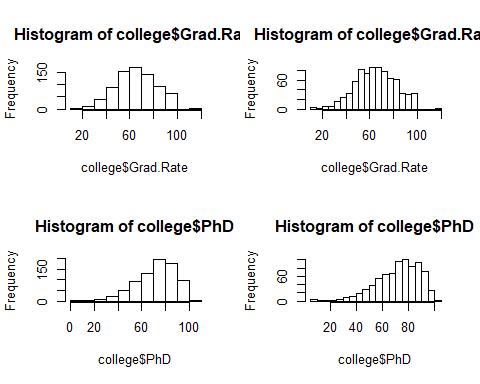 Histogram of college$Grad.Ra
Frequency
0 150
20 60 100
college$Grad.Rate
Histogram of college$Grad.Ra
Frequency
0 60
20 60 100
college$Grad.Rate
Histogram of college$PhD
Frequency
0 150
0 20 60 100
college$PhD
Histogram of college$PhD
Frequency
0 60
20 40 60 80
college$PhD